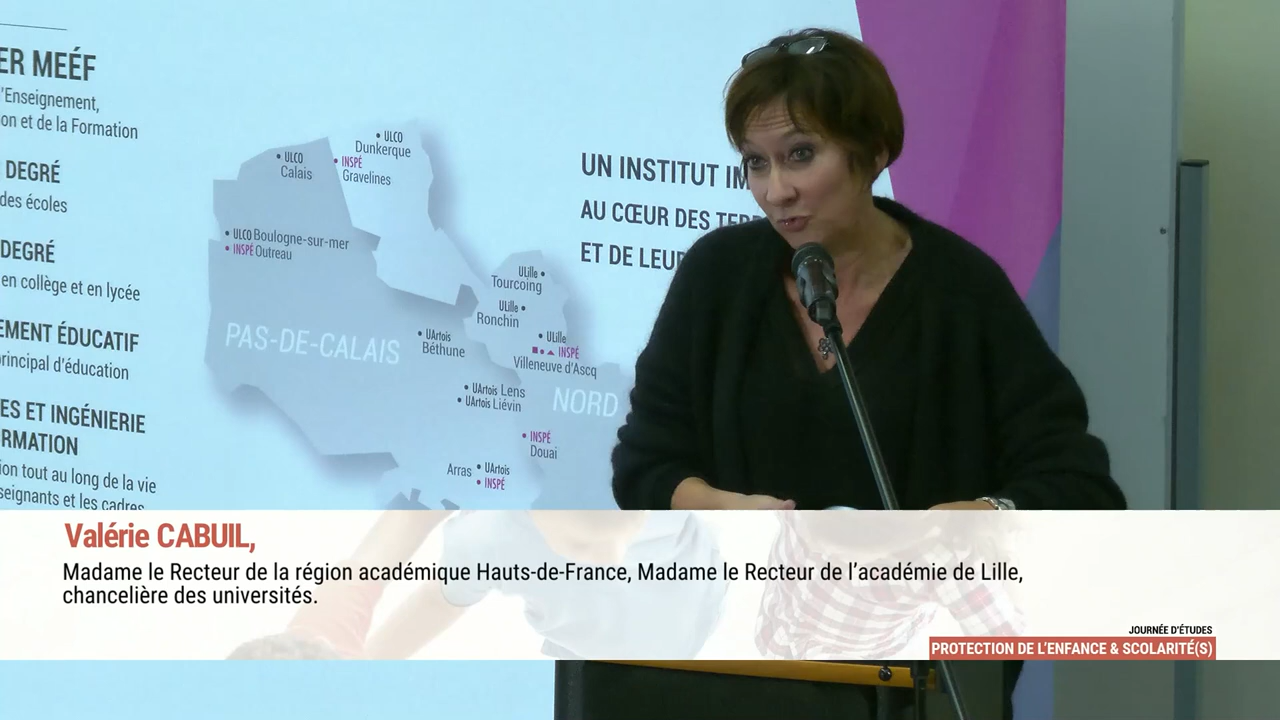 ER MEÉF
'Enseignement,
on et de la Formation
DEGRÉ
des écoles
DEGRÉ
en collège et en lycée
EMENT ÉDUCATIF
principal d'éducation
ES ET INGÉNIERIE
RMATION
ion tout au long de la vie
seignants et les cadres
ULCO
Dunkerque
ULCO
Calais
INSPÉ
Gravelines
ULCO Boulogne-sur-mer
INSPÉ Outreau
ULille
Tourcoing
ULille
Ronchin
ULille
INSPÉ
Villeneuve d'Ascq
PAS-DE-CALAIS
UArtois
Béthune
UArtois Lens
UArtois Liévin
NORD
INSPÉ
Douai
Arras UArtois
INSPÉ
UN INSTITUT IM
AU CŒUR DES TERR
ET DE LEUR
Valérie CABUIL,
Madame le Recteur de la région académique Hauts-de-France, Madame le Recteur de l'académie de Lille,
chancelière des universités.
JOURNÉE D'ÉTUDES
PROTECTION DE L'ENFANCE & SCOLARITÉ(S)